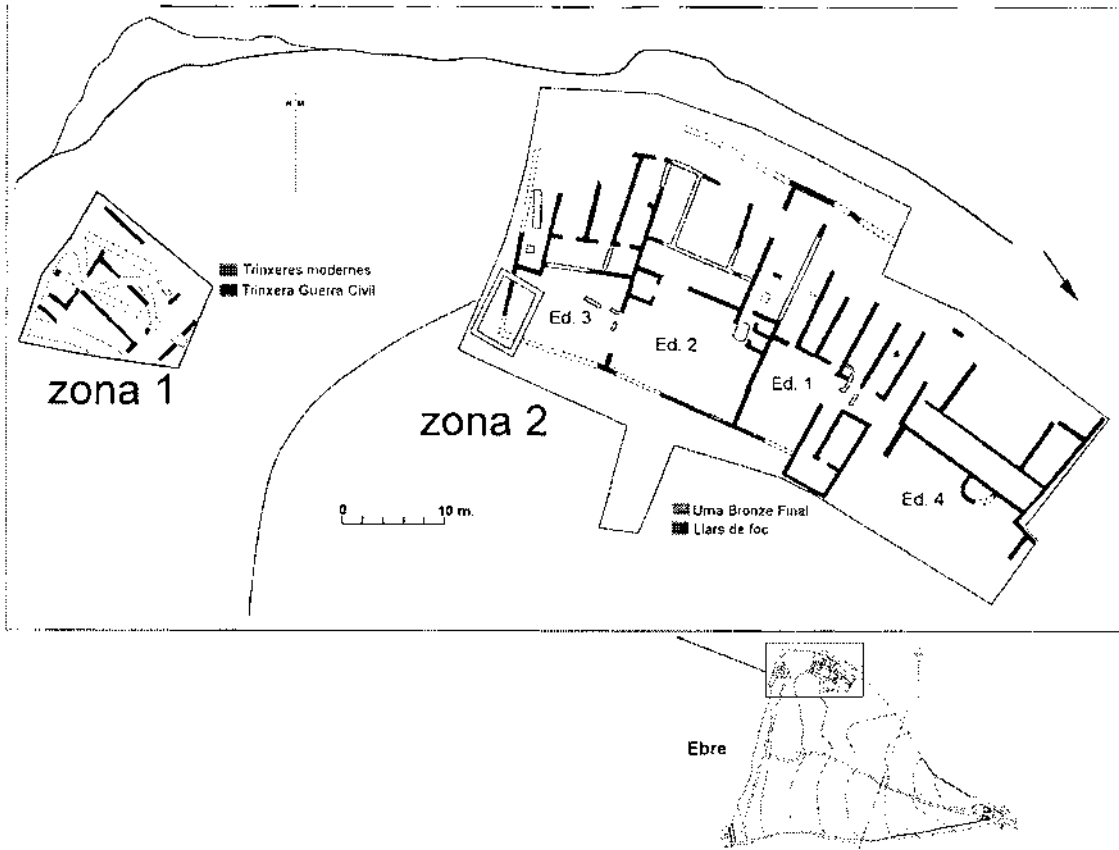 Trinxeres modernes
Trinxera Guerra Civil
zona 1
Ed. 3
Ed. 2
Ed. 1
zona 2
Ed. 4
0 10 m.
Urna Bronze Final
Llars de foc
Ebre